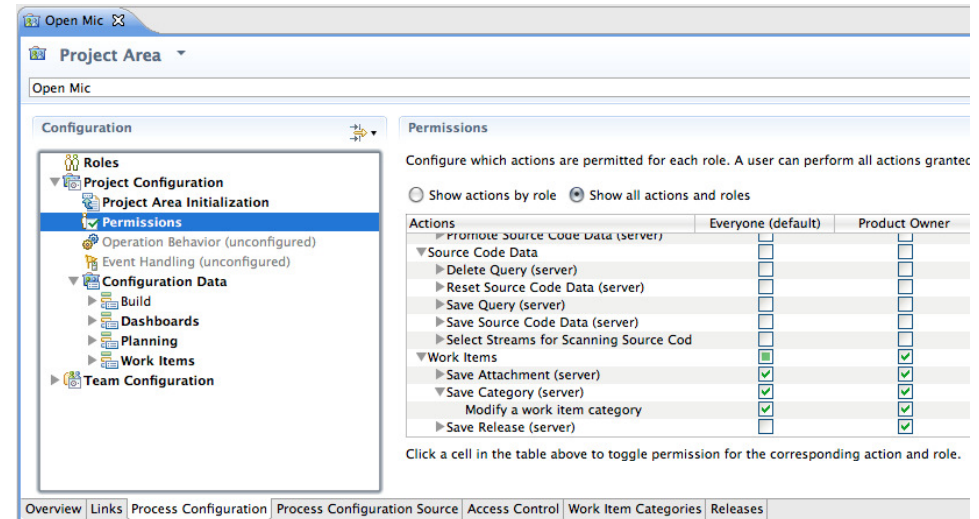 Open Mic
Project Area
Open Mic
Configuration
Roles
Project Configuration
Project Area Initialization
Permissions
Operation Behavior (unconfigured)
Event Handling (unconfigured)
Configuration Data
Build
Dashboards
Planning
Work Items
Team Configuration
Permissions
Configure which actions are permitted for each role. A user can perform all actions granted
Show actions by role Show all actions and roles
Actions Everyone (default) Product Owner
Promote Source Code Data (server)
Source Code Data
Delete Query (server)
Reset Source Code Data (server)
Save Query (server)
Save Source Code Data (server)
Select Streams for Scanning Source Cod
Work Items
Save Attachment (server)
Save Category (server)
Modify a work item category
Save Release (server)
Click a cell in the table above to toggle permission for the corresponding action and role.
Overview Links Process Configuration Process Configuration Source Access Control Work Item Categories Releases